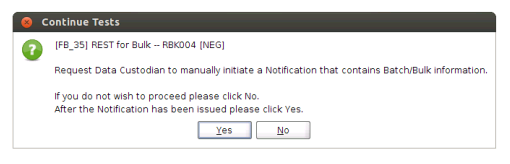 Continue Tests
[FB_35] REST for Bulk -- RBK004 [NEG]
Request Data Custodian to manually initiate a Notification that contains Batch/Bulk information.
If you do not wish to proceed please click No.
After the Notification has been issued please click Yes.
Yes No